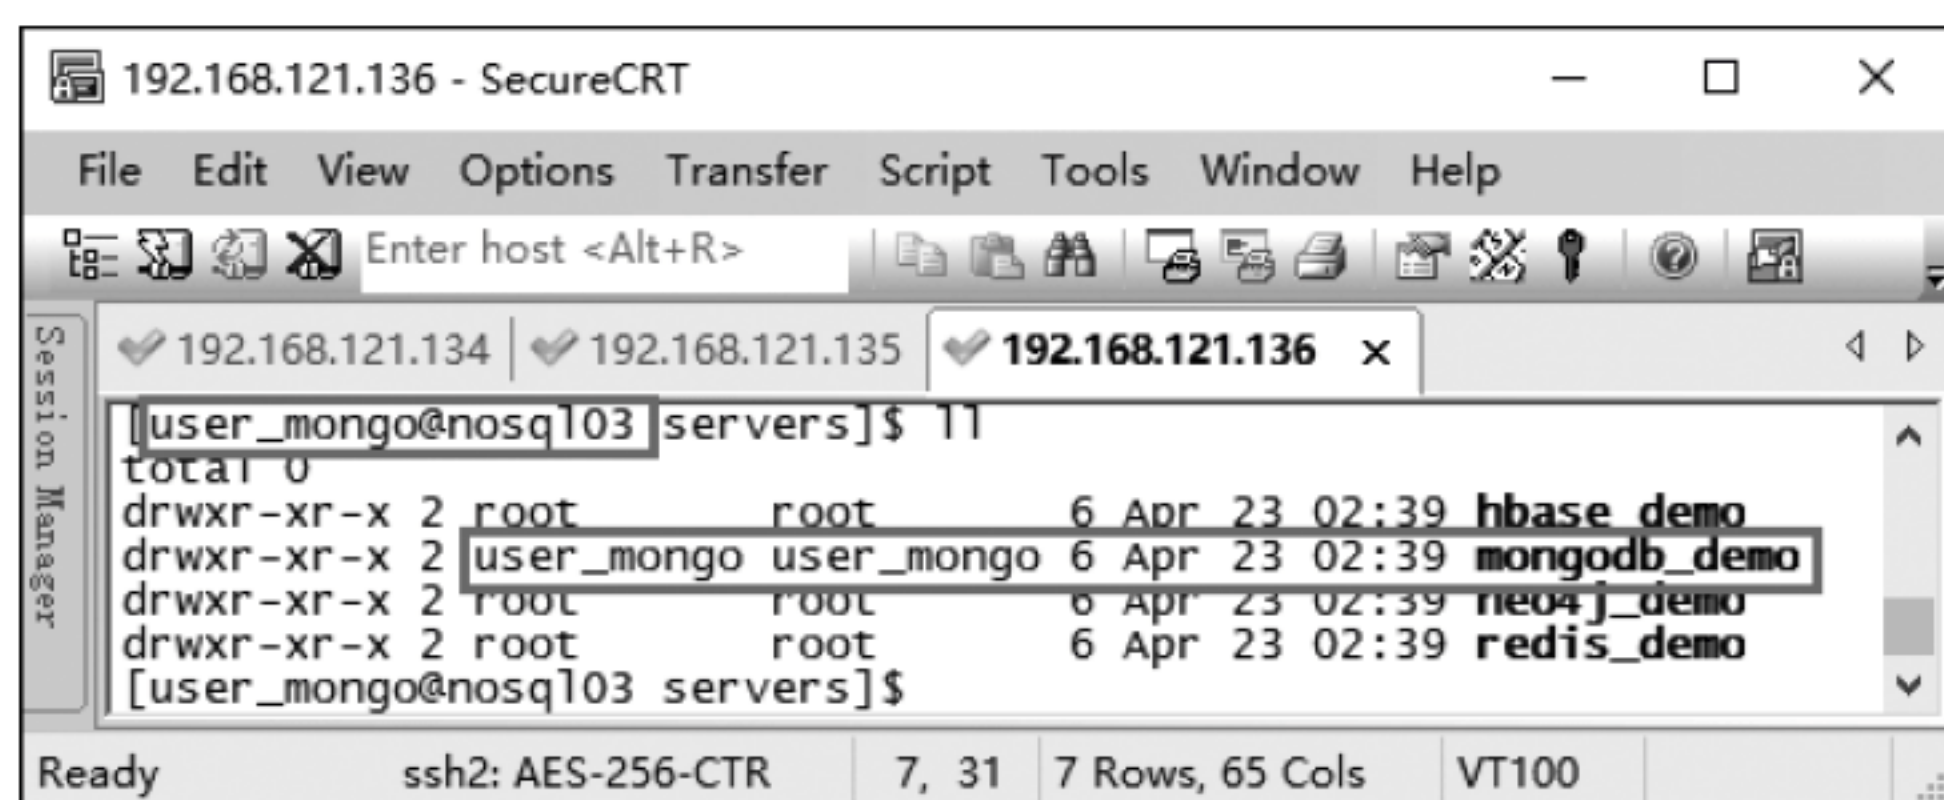 192.168.121.136 - SecureCRT
File Edit View Options Transfer Script Tools Window Help
Enter host <Alt+R>
Session Manager
192.168.121.134 192.168.121.135 192.168.121.136
[user_mongo@nosql03 servers]$ ll
total 0
drwxr-xr-x 2 root root 6 Apr 23 02:39 hbase_demo
drwxr-xr-x 2 user_mongo user_mongo 6 Apr 23 02:39 mongodb_demo
drwxr-xr-x 2 root root 6 Apr 23 02:39 neo4j_demo
drwxr-xr-x 2 root root 6 Apr 23 02:39 redis_demo
[user_mongo@nosql03 servers]$
Ready ssh2: AES-256-CTR 7, 31 7 Rows, 65 Cols VT100